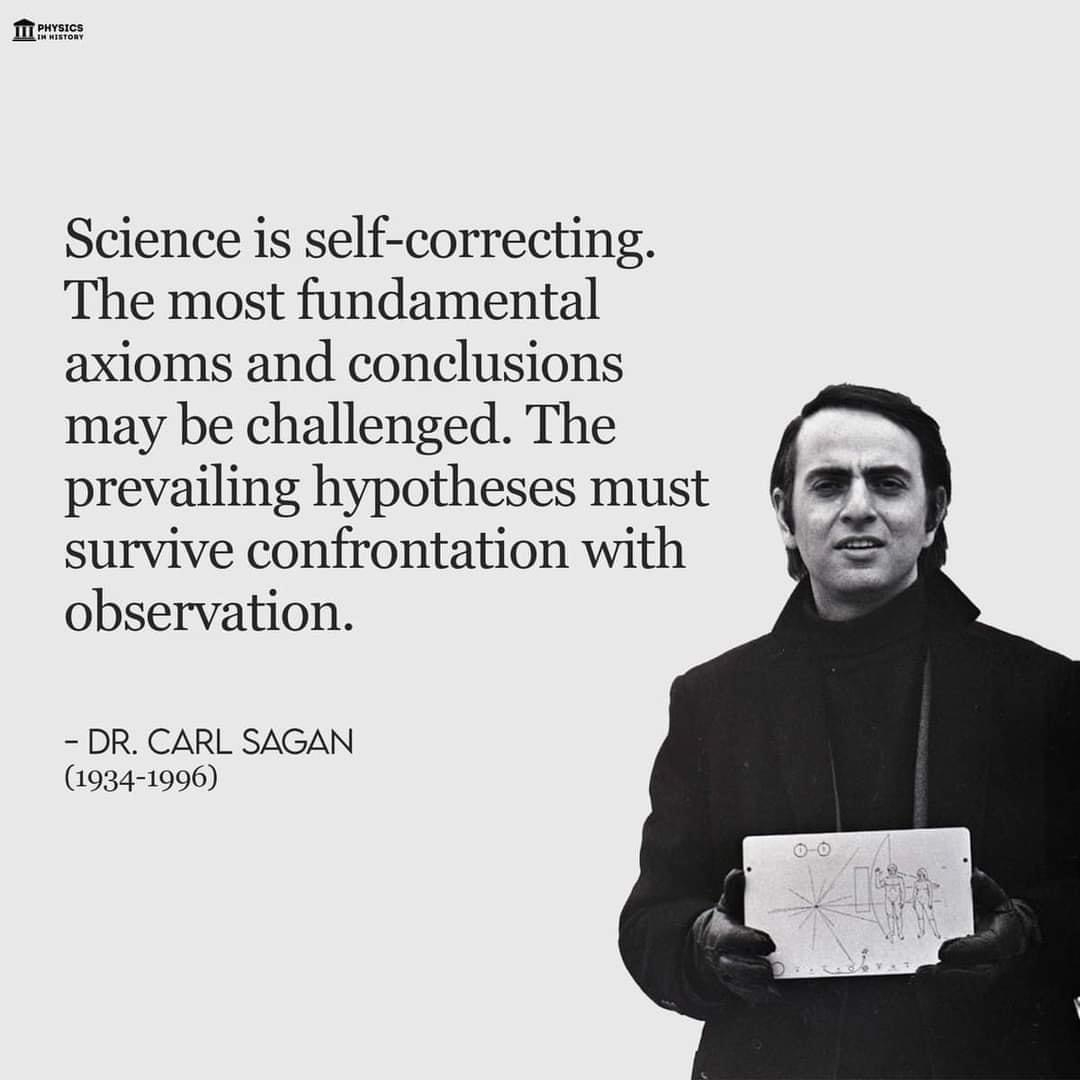 PHYSICS
IN HISTORY
Science is self-correcting.
The most fundamental
axioms and conclusions
may be challenged. The
prevailing hypotheses must
survive confrontation with
observation.
– DR. CARL SAGAN
(1934-1996)